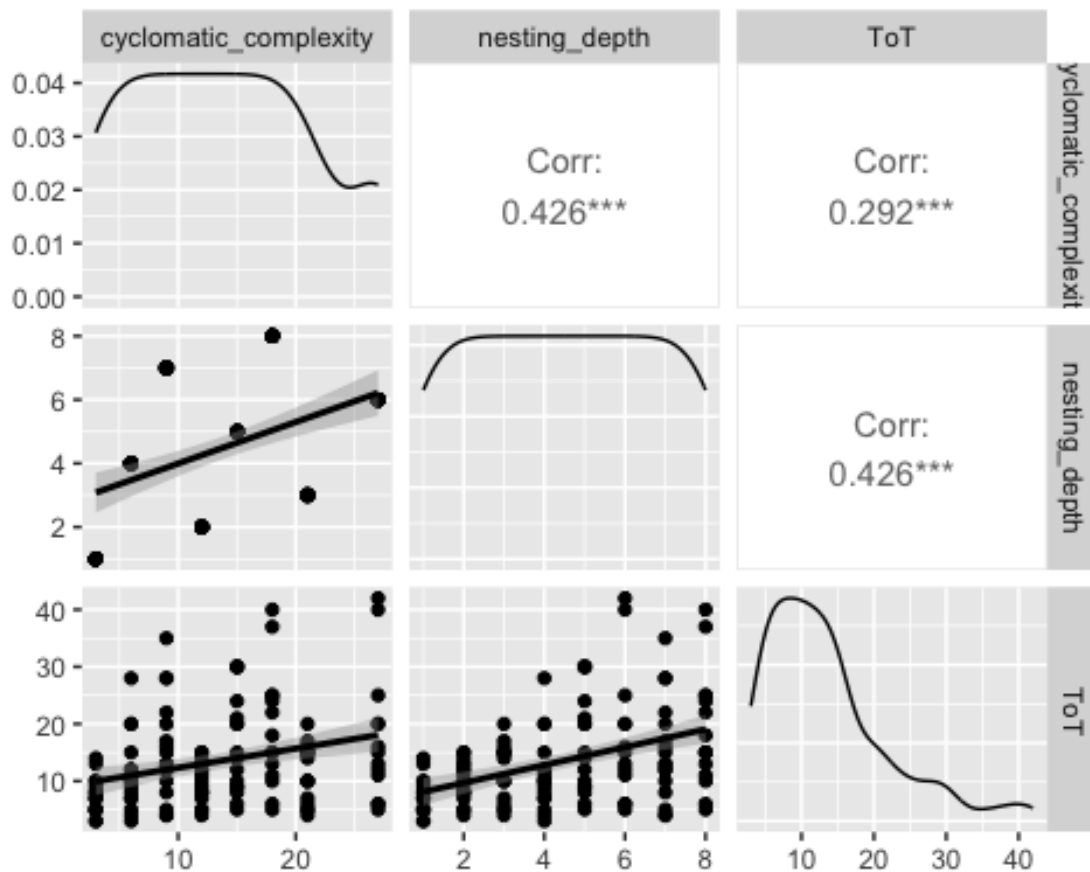 cyclomatic_complexity nesting_depth ToT
0.04
0.03
0.02
0.01
0.00
Corr:
0.426***
Corr:
0.292***
yclomatic_complexit
8
6
4
2
Corr:
0.426***
nesting_depth
40
30
20
10
ToT
10 20 2 4 6 8 10 20 30 40